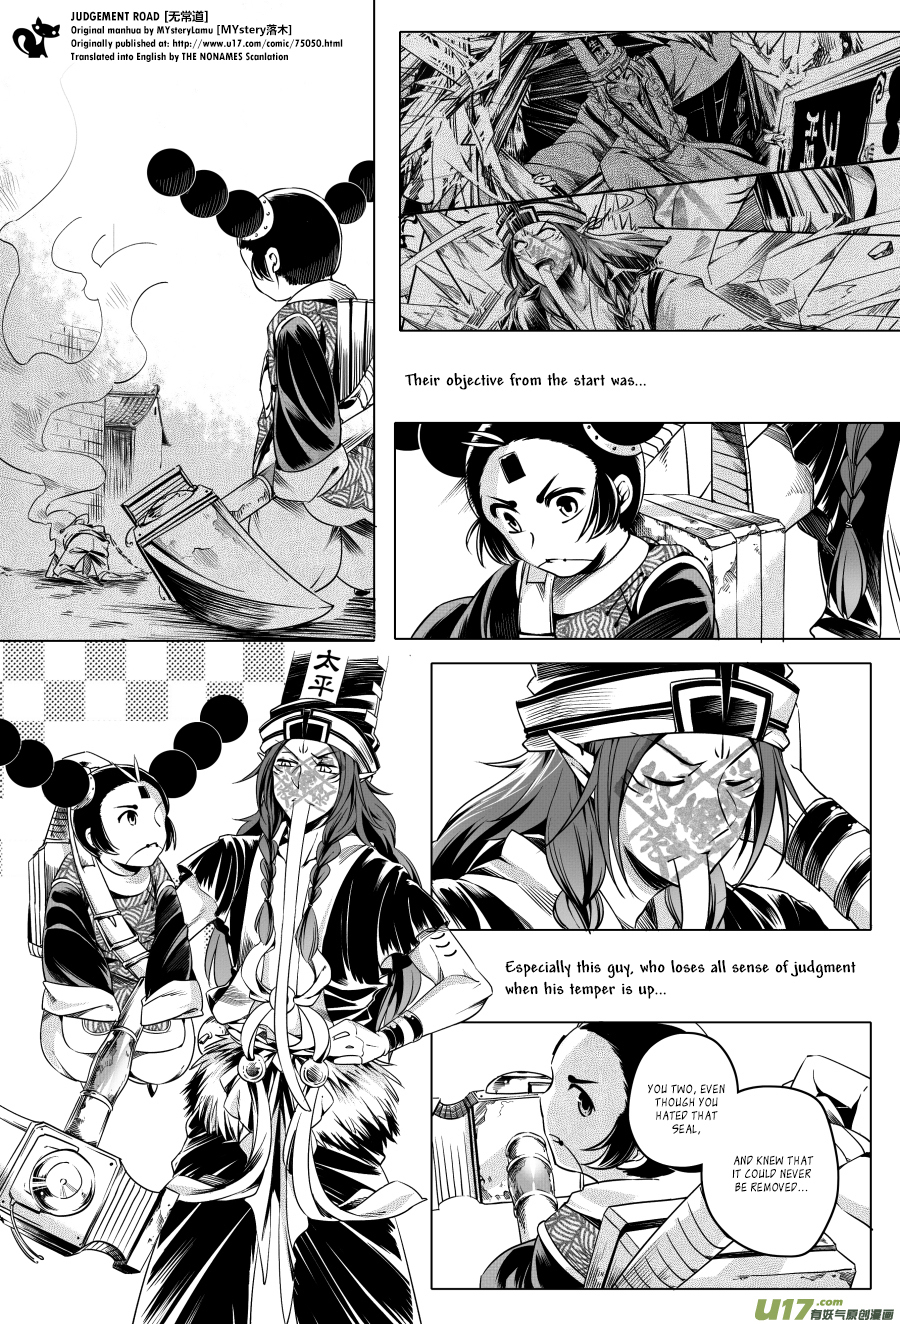 JUDGEMENT ROAD [无常道]
Original manhua by MYsteryLamu [MYstery落木]
Originally published at: http://www.u17.com/comic/75050.html
Translated into English by THE NONAMES Scanlation
Their objective from the start was...
太
平
Especially this guy, who loses all sense of judgment
when his temper is up...
YOU TWO, EVEN
THOUGH YOU
HATED THAT
SEAL,
AND KNEW THAT
IT COULD NEVER
BE REMOVED...
U17.com
有妖气原创漫画